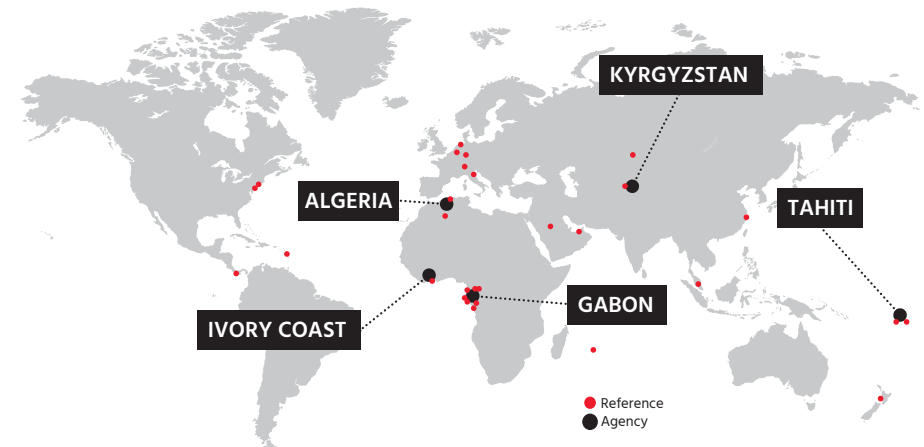 KYRGYZSTAN
ALGERIA
TAHITI
GABON
IVORY COAST
Reference
Agency